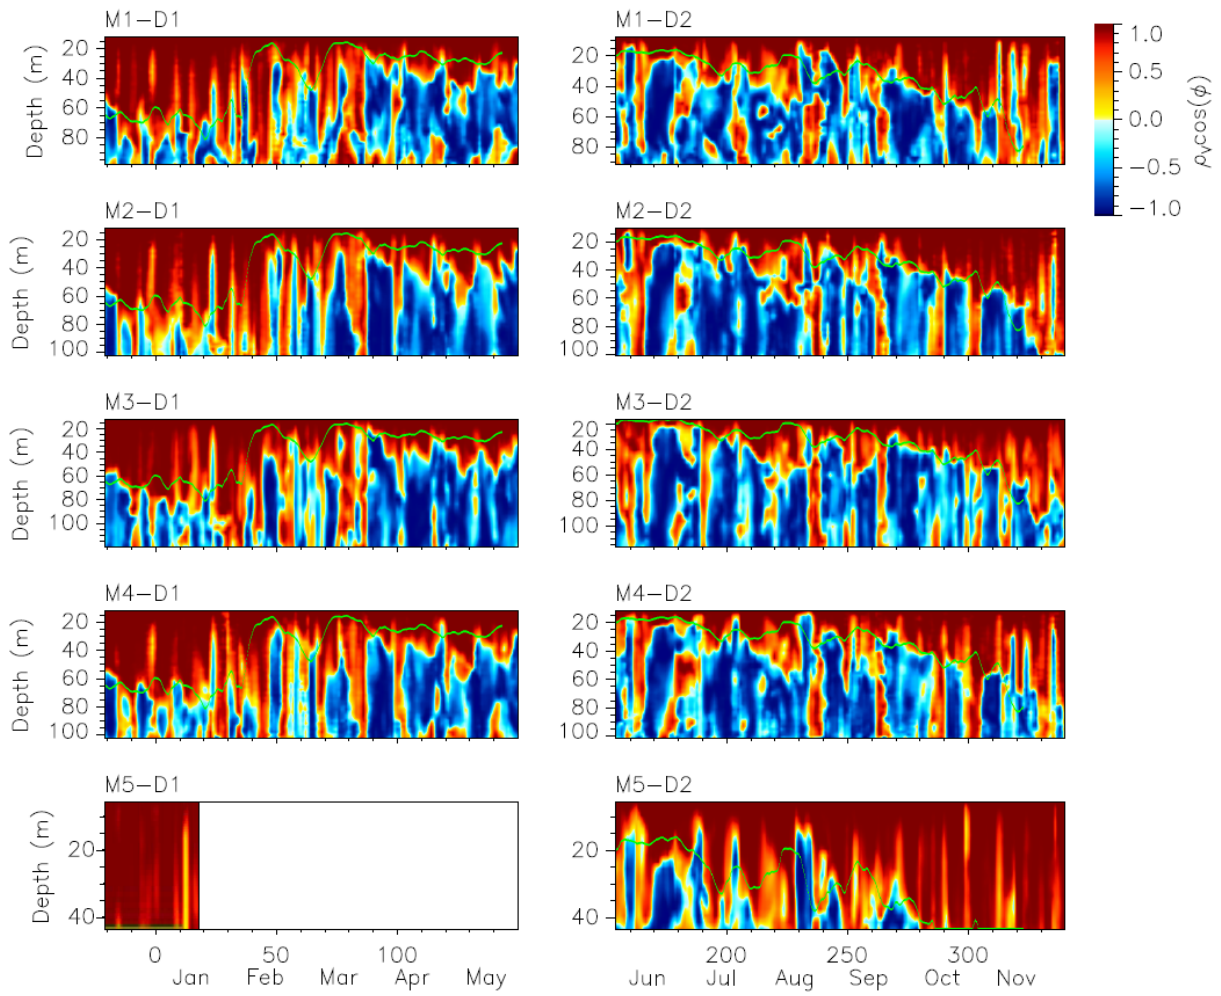 M1-D1
M1-D2
Depth (m)
20
40
60
80
20
40
60
80
1.0
0.5
0.0
-0.5
-1.0
ρvcos(ϕ)
M2-D1
M2-D2
Depth (m)
20
40
60
80
100
20
40
60
80
100
M3-D1
M3-D2
Depth (m)
20
40
60
80
100
20
40
60
80
100
M4-D1
M4-D2
Depth (m)
20
40
60
80
100
20
40
60
80
100
M5-D1
M5-D2
Depth (m)
20
40
20
40
0 50 100
200 250 300
Jan Feb Mar Apr May
Jun Jul Aug Sep Oct Nov